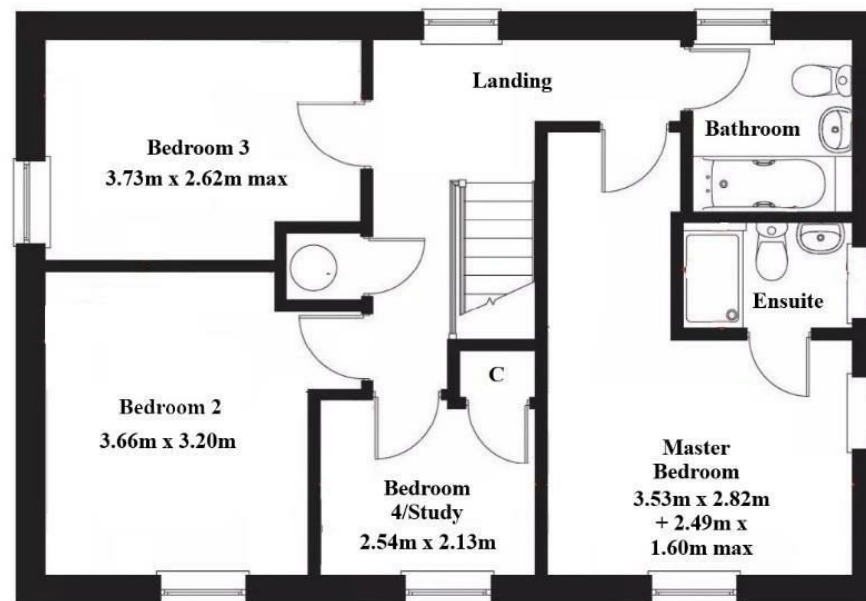 Landing
Bathroom
Bedroom 3
3.73m x 2.62m max
Ensuite
C
Bedroom 2
3.66m x 3.20m
Master
Bedroom
3.53m x 2.82m
+ 2.49m x
1.60m max
Bedroom
4/Study
2.54m x 2.13m